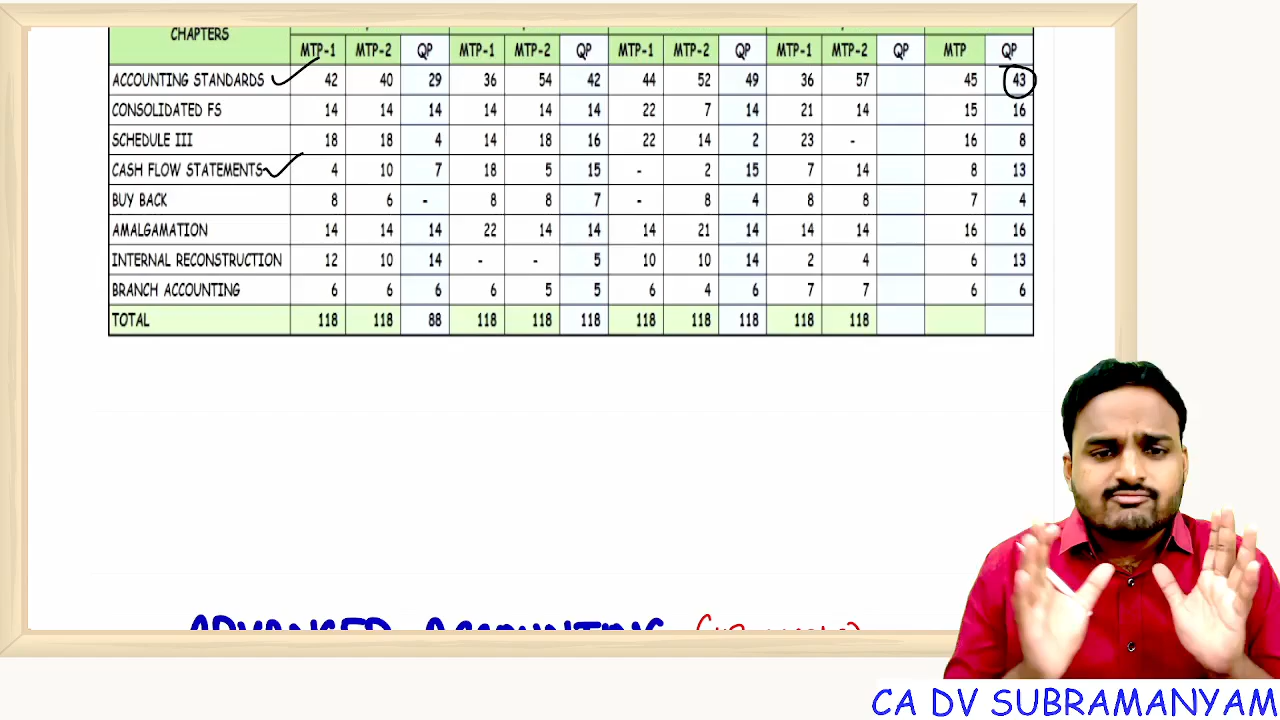 CHAPTERS
MTP-1 MTP-2 QP MTP-1 MTP-2 QP MTP-1 MTP-2 QP MTP-1 MTP-2 QP MTP QP
ACCOUNTING STANDARDS 42 40 29 36 54 42 44 52 49 36 57 45 43
CONSOLIDATED FS 14 14 14 14 14 14 22 7 14 21 14 15 16
SCHEDULE III 18 18 4 14 18 16 22 14 2 23 - 16 8
CASH FLOW STATEMENTS 4 10 7 18 5 15 - 2 15 7 14 8 13
BUY BACK 8 6 - 8 8 7 - 8 4 8 8 7 4
AMALGAMATION 14 14 14 22 14 14 14 21 14 14 14 16 16
INTERNAL RECONSTRUCTION 12 10 14 - - 5 10 10 14 2 4 6 13
BRANCH ACCOUNTING 6 6 6 6 5 5 6 4 6 7 7 6 6
TOTAL 118 118 88 118 118 118 118 118 118 118 118
ADVANCED ACCOUNTING
CA DV SUBRAMANYAM